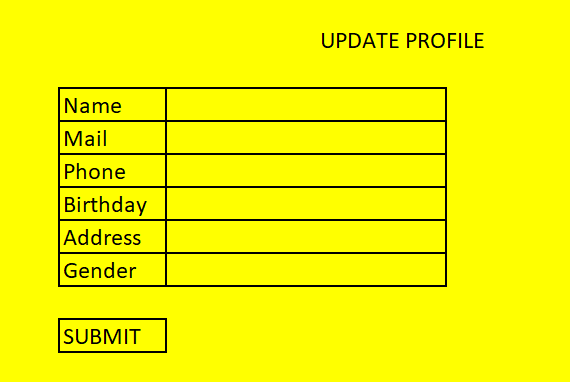 UPDATE PROFILE
Name
Mail
Phone
Birthday
Address
Gender
SUBMIT